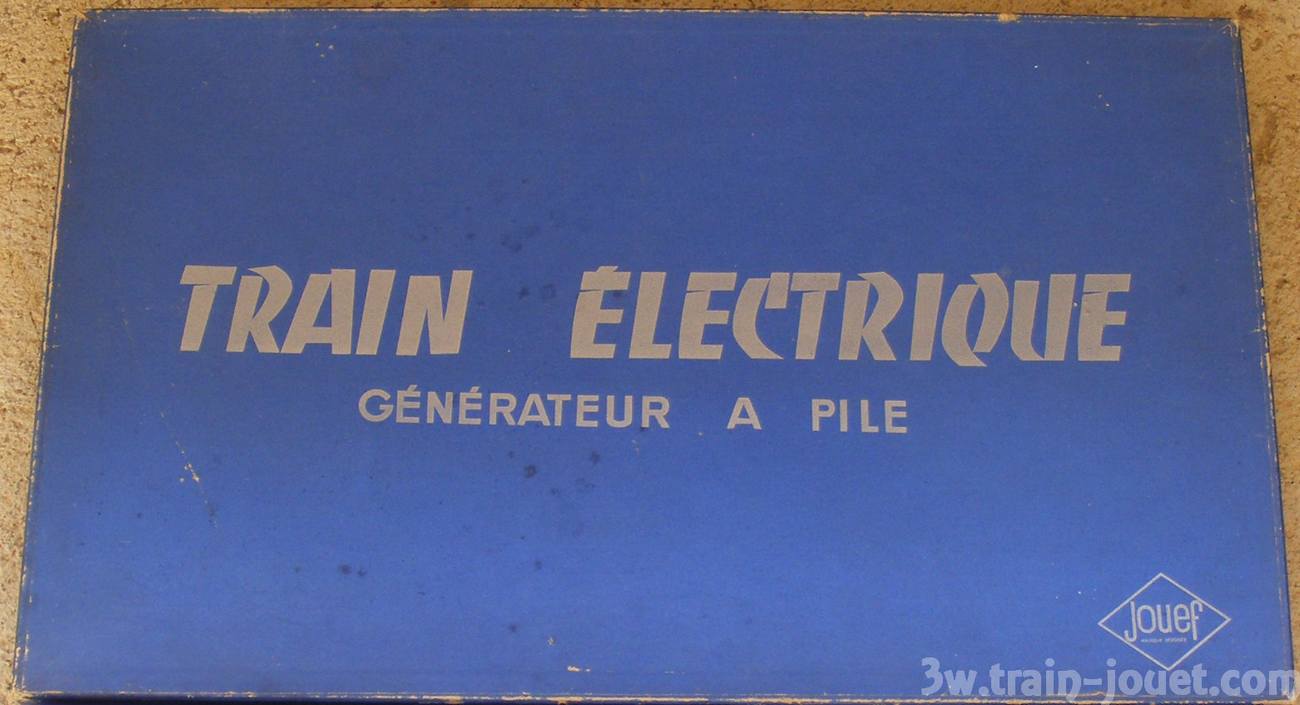 TRAIN ÉLECTRIQUE
GÉNÉRATEUR A PILE
Jouef
3w.train-jouet.com